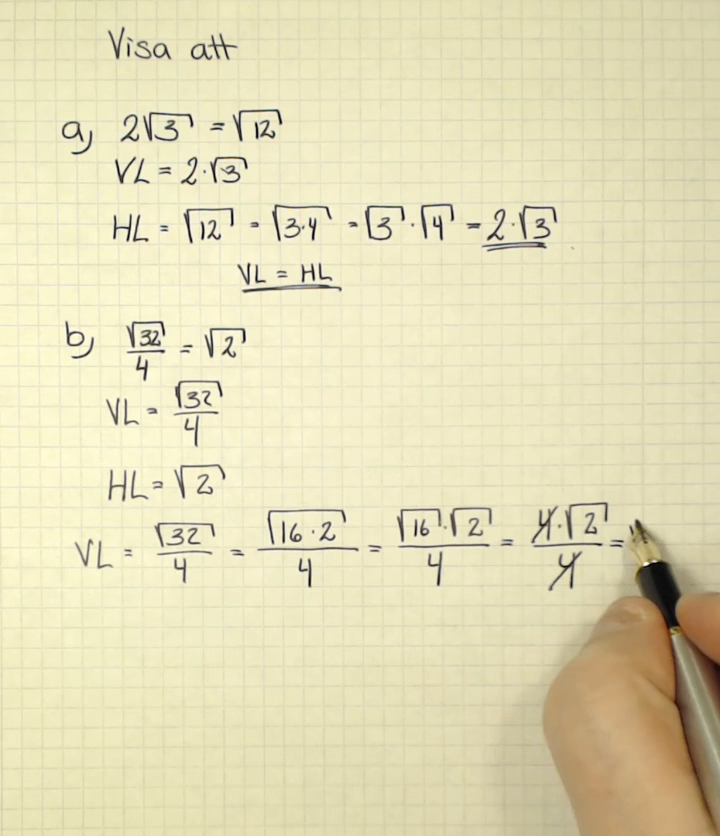 Visa att
a) 2√3 = √12
VL = 2·√3
HL = √12 = √3·4 = √3·√4 = 2·√3
VL = HL
b) √32/4 = √2
VL = √32/4
HL = √2
VL = √32/4 = √16·2/4 = √16·√2/4 = 4·√2/4 =